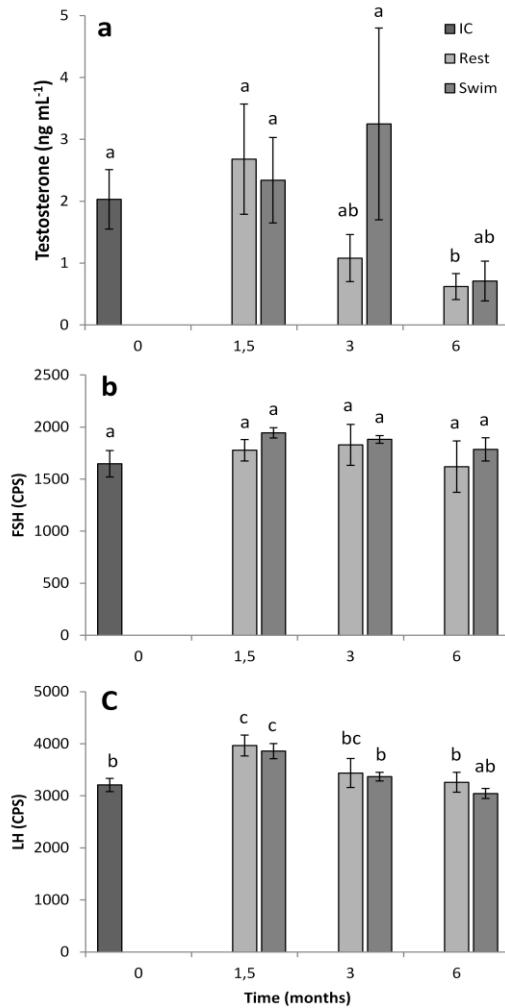 a
5
4
3
2
1
0
Testosterone (ng mL-1)
IC
Rest
Swim
a
a
a
ab
a
b
ab
0
1,5
3
6
b
2500
2000
1500
1000
500
0
FSH (CPS)
a
a
a
a
a
a
a
0
1,5
3
6
C
5000
4000
3000
2000
1000
0
LH (CPS)
b
c
c
bc
b
b
ab
0
1,5
3
6
Time (months)